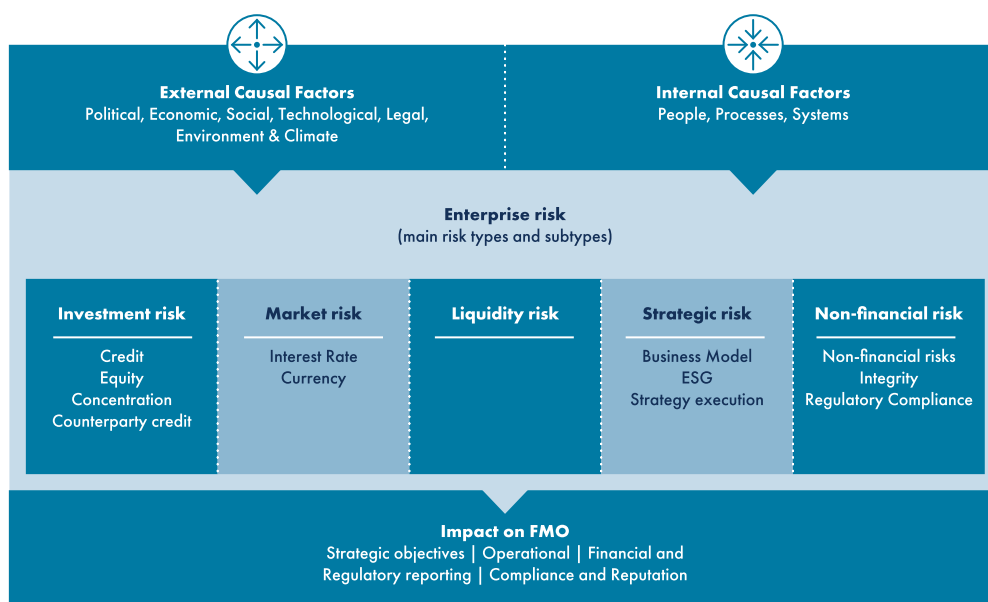 External Causal Factors
Political, Economic, Social, Technological, Legal,
Environment & Climate
Internal Causal Factors
People, Processes, Systems
Enterprise risk
(main risk types and subtypes)
Investment risk
Credit
Equity
Concentration
Counterparty credit
Market risk
Interest Rate
Currency
Liquidity risk
Strategic risk
Business Model
ESG
Strategy execution
Non-financial risk
Non-financial risks
Integrity
Regulatory Compliance
Impact on FMO
Strategic objectives | Operational | Financial and
Regulatory reporting | Compliance and Reputation